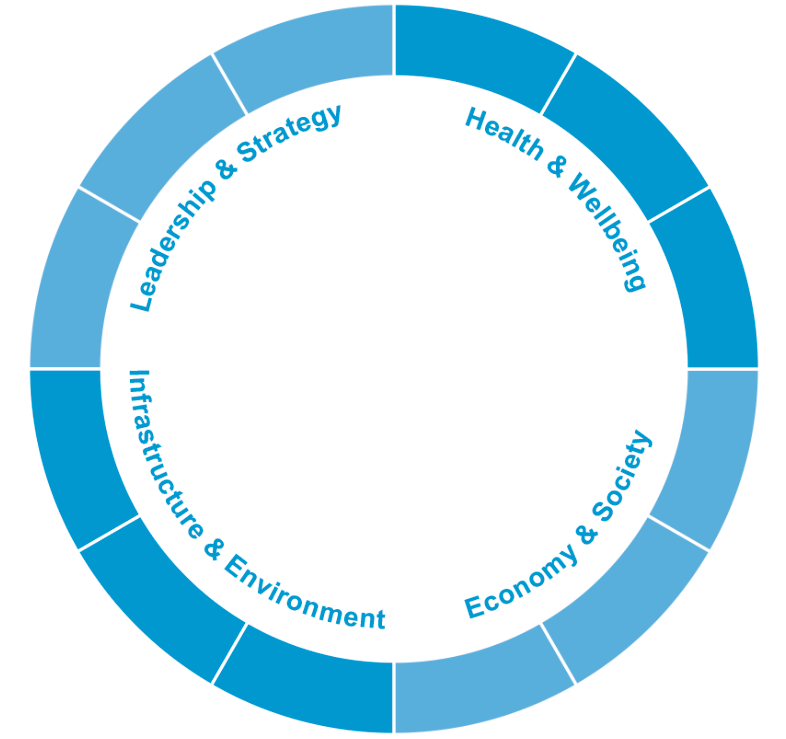 Leadership & Strategy
Health & Wellbeing
Infrastructure & Environment
Economy & Society